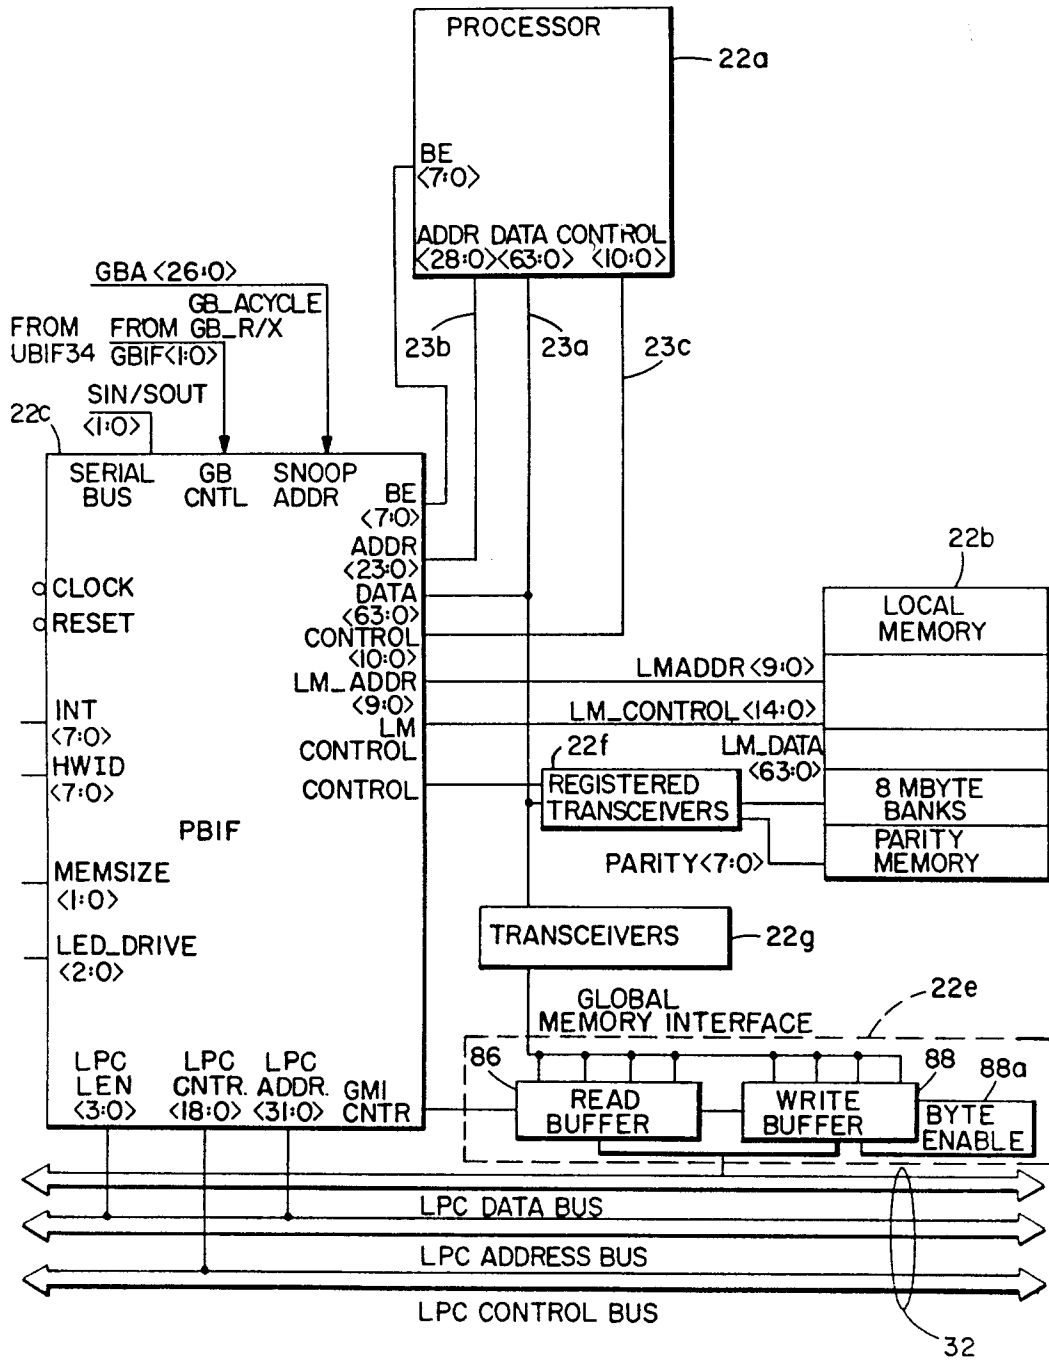 PROCESSOR
22a
BE
<7:0>
ADDR DATA CONTROL
<28:0> <63:0> <10:0>
GBA <26:0>
GB_ACYCLE
FROM
UBIF34
FROM GB_R/X
GBIF<1:0>
23b
23a
23c
SIN/SOUT
<1:0>
22c
SERIAL
BUS
GB
CNTL
SNOOP
ADDR
BE
<7:0>
ADDR
<23:0>
DATA
<63:0>
CONTROL
<10:0>
LM_ADDR
<9:0>
LM
CONTROL
CONTROL
CLOCK
RESET
INT
<7:0>
HWID
<7:0>
PBIF
MEMSIZE
<1:0>
LED_DRIVE
<2:0>
LPC
LEN
<3:0>
LPC
CNTR.
<18:0>
LPC
ADDR.
<31:0>
GMI
CNTR
22b
LOCAL
MEMORY
8 MBYTE
BANKS
PARITY
MEMORY
LMADDR <9:0>
LM_CONTROL<14:0>
LM_DATA
<63:0>
22f
REGISTERED
TRANSCEIVERS
PARITY<7:0>
TRANSCEIVERS
22g
GLOBAL
MEMORY INTERFACE
22e
86
READ
BUFFER
WRITE
BUFFER
88
88a
BYTE
ENABLE
LPC DATA BUS
LPC ADDRESS BUS
LPC CONTROL BUS
32